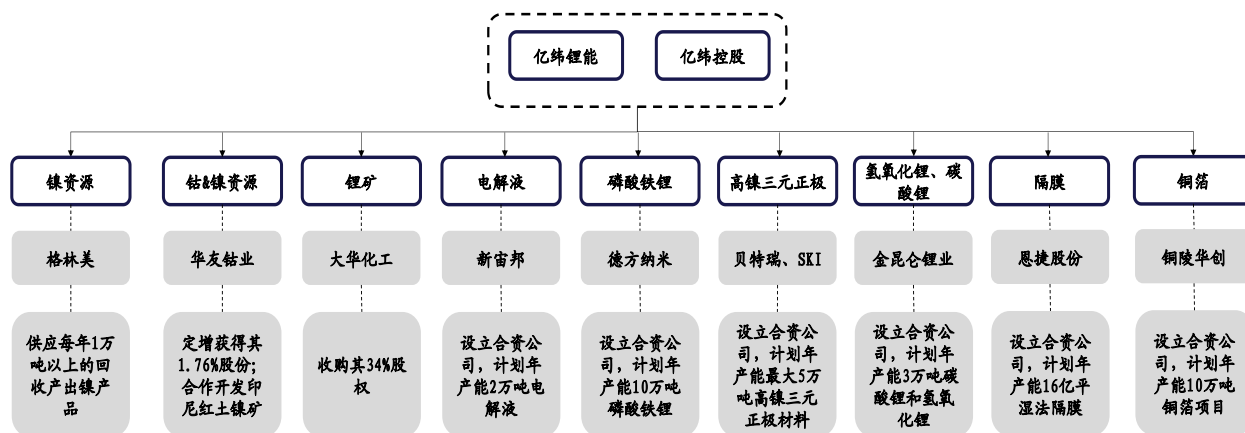 亿纬锂能
亿纬控股
镍资源
钴&镍资源
锂矿
电解液
磷酸铁锂
高镍三元正极
氢氧化锂、碳
酸锂
隔膜
铜箔
格林美
华友钴业
大华化工
新宙邦
德方纳米
贝特瑞、SKI
金昆仑锂业
恩捷股份
铜陵华创
供应每年1万
吨以上的回
收产出镍产
品
定增获得其
1.76%股份；
合作开发印
尼红土镍矿
收购其34%股
权
设立合资公
司，计划年
产能2万吨电
解液
设立合资公
司，计划年
产能10万吨
磷酸铁锂
设立合资公
司，计划年
产能最大5万
吨高镍三元
正极材料
设立合资公
司，计划年
产能3万吨碳
酸锂和氢氧
化锂
设立合资公
司，计划年
产能16亿平
湿法隔膜
设立合资公
司，计划年
产能10万吨
铜箔项目